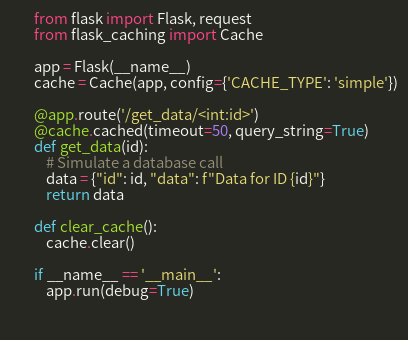 from flask import Flask, request
from flask_caching import Cache
app = Flask(__name__)
cache = Cache(app, config={'CACHE_TYPE': 'simple'})
@app.route('/get_data/<int:id>')
@cache.cached(timeout=50, query_string=True)
def get_data(id):
# Simulate a database call
data = {"id": id, "data": f"Data for ID {id}"}
return data
def clear_cache():
cache.clear()
if __name__ == '__main__':
app.run(debug=True)